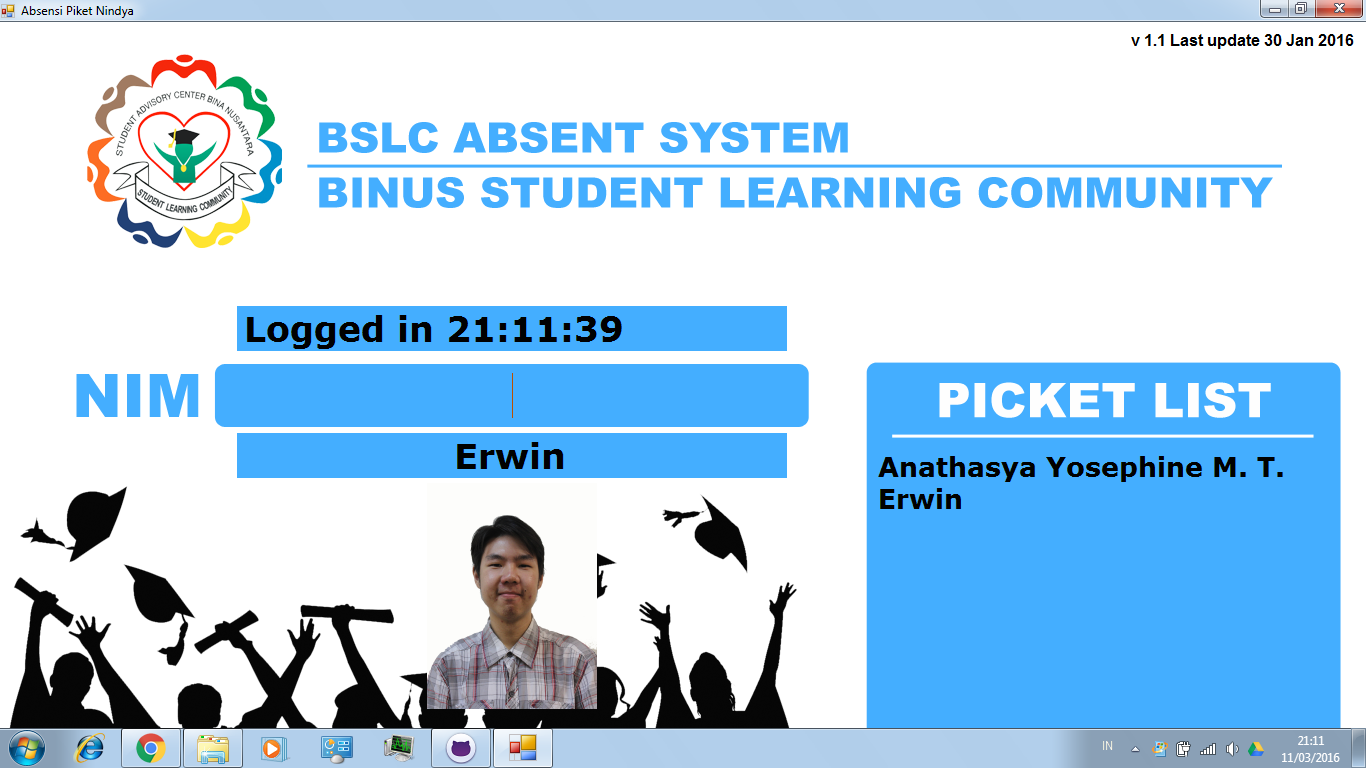 Absensi Piket Nindya
v 1.1 Last update 30 Jan 2016
STUDENT ADVISORY CENTER BINA NUSANTARA
STUDENT LEARNING COMMUNITY
BSLC ABSENT SYSTEM
BINUS STUDENT LEARNING COMMUNITY
Logged in 21:11:39
NIM
Erwin
PICKET LIST
Anathasya Yosephine M. T.
Erwin
IN
21:11
11/03/2016